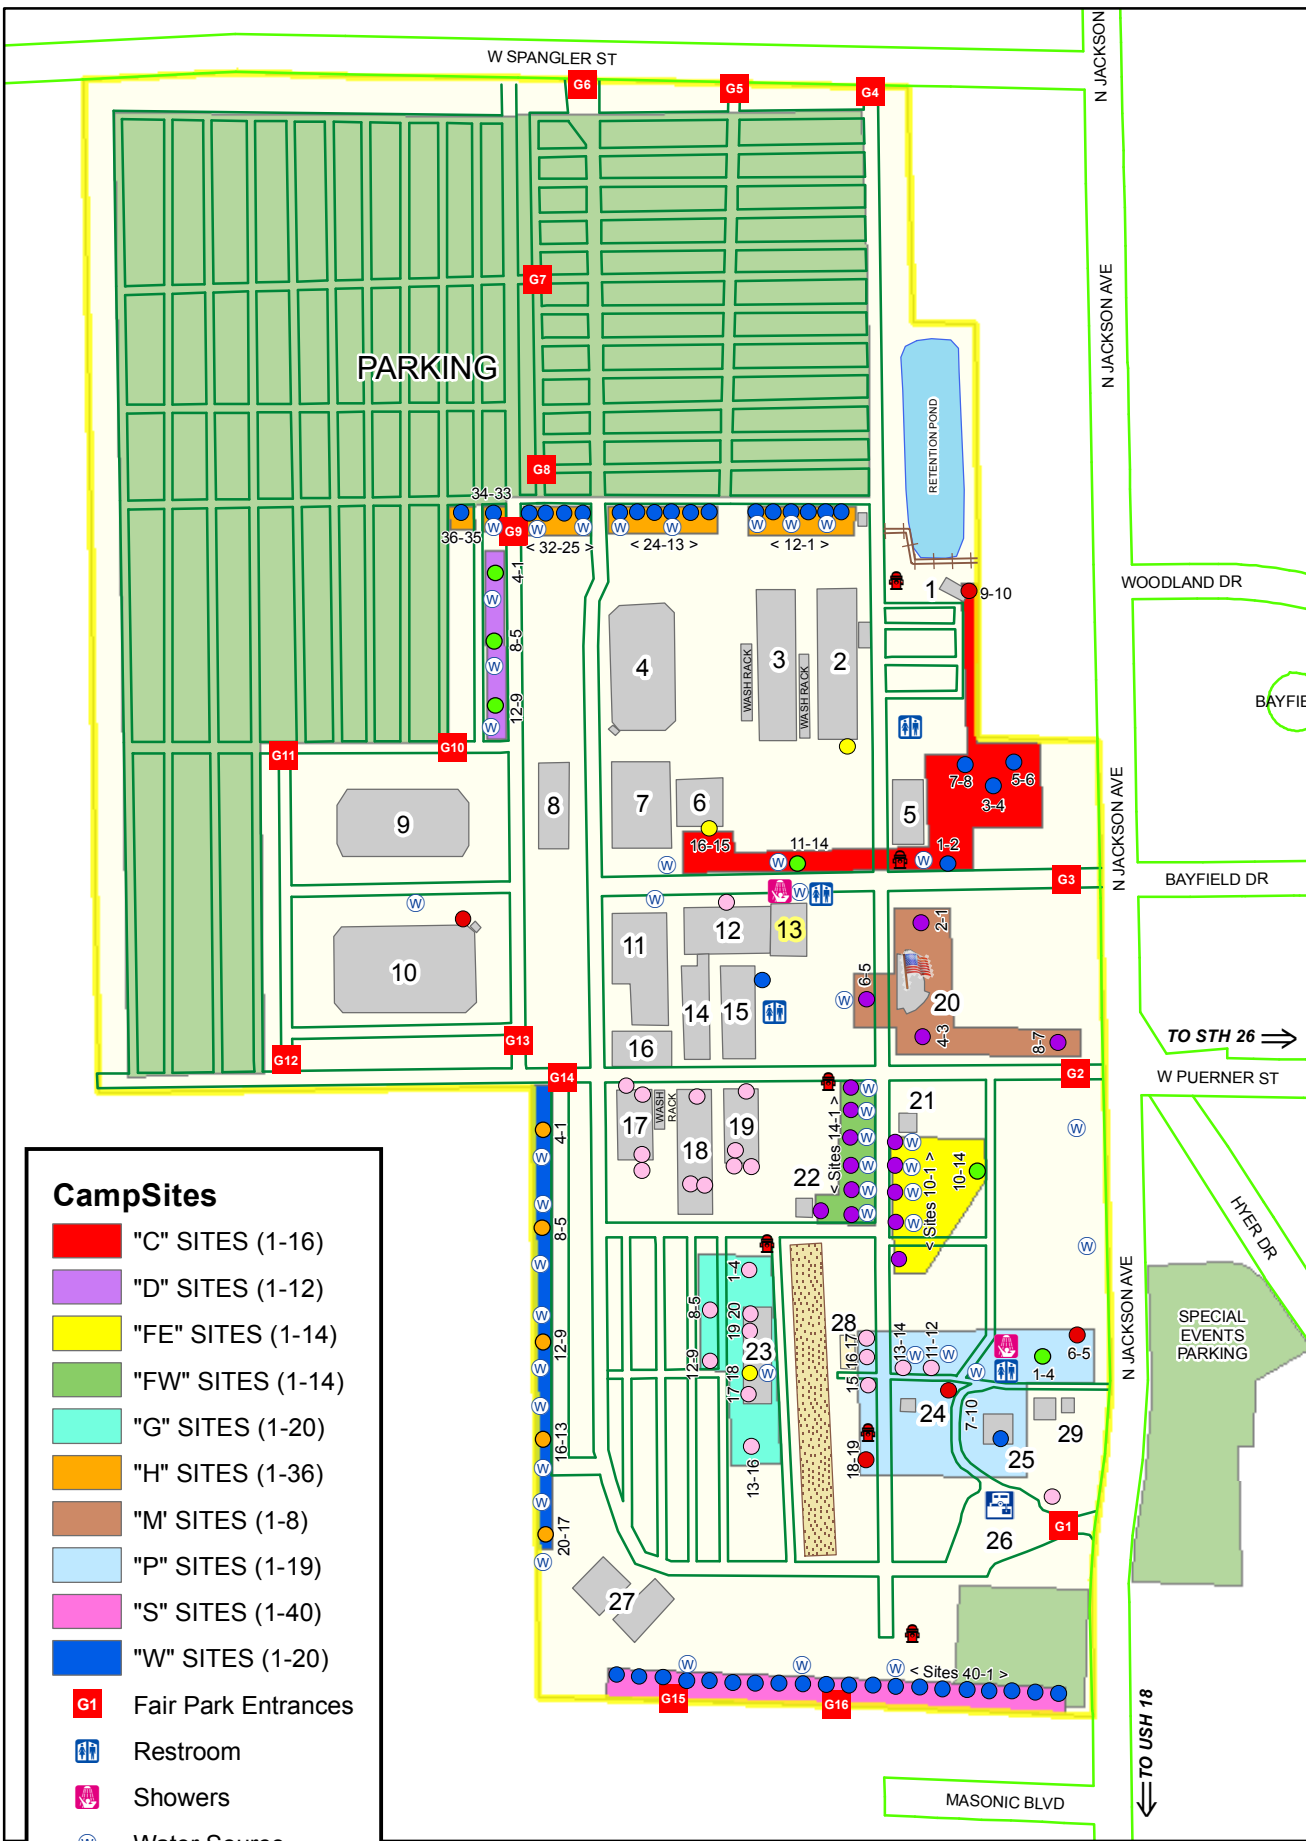 W SPANGLER ST
N JACKSON
G6
G5
G4
G7
N JACKSON AVE
PARKING
RETENTION POND
G8
34-33
36-35
G9
< 32-25 >
< 24-13 >
< 12-1 >
W W W W W W W W
4-1
W
8-5
W
12-9
W
1
9-10
WOODLAND DR
4
WASH RACK
3
WASH RACK
2
BAYFIE
G11
G10
7-8
5-6
3-4
N JACKSON AVE
9
8
7
6
5
16-15
11-14
1-2
W
W
W
G3
BAYFIELD DR
W
W
W
10
11
12
13
2-1
6-5
W
20
14
15
16
4-3
8-7
TO STH 26
G12
G13
G14
G2
W PUERNER ST
17
WASH RACK
18
19
< Sites 14-1 >
W W W W W W
22
21
W W W W
< Sites 10-1 >
10-14
W
W
HYER DR
4-1
W
W
8-5
W
W
12-9
W
W
16-13
W
W
20-17
W
1-4
8-5
19 20
12-9
23
W
17-18
13-16
28
16-17
15
13-14
11-12
W
W
W
1-4
6-5
24
7-10
25
29
18-19
26
G1
N JACKSON AVE
SPECIAL
EVENTS
PARKING
27
W
W
W
< Sites 40-1 >
G15
G16
TO USH 18
MASONIC BLVD
CampSites
"C" SITES (1-16)
"D" SITES (1-12)
"FE" SITES (1-14)
"FW" SITES (1-14)
"G" SITES (1-20)
"H" SITES (1-36)
"M' SITES (1-8)
"P" SITES (1-19)
"S" SITES (1-40)
"W" SITES (1-20)
G1 Fair Park Entrances
Restroom
Showers
W Water Source